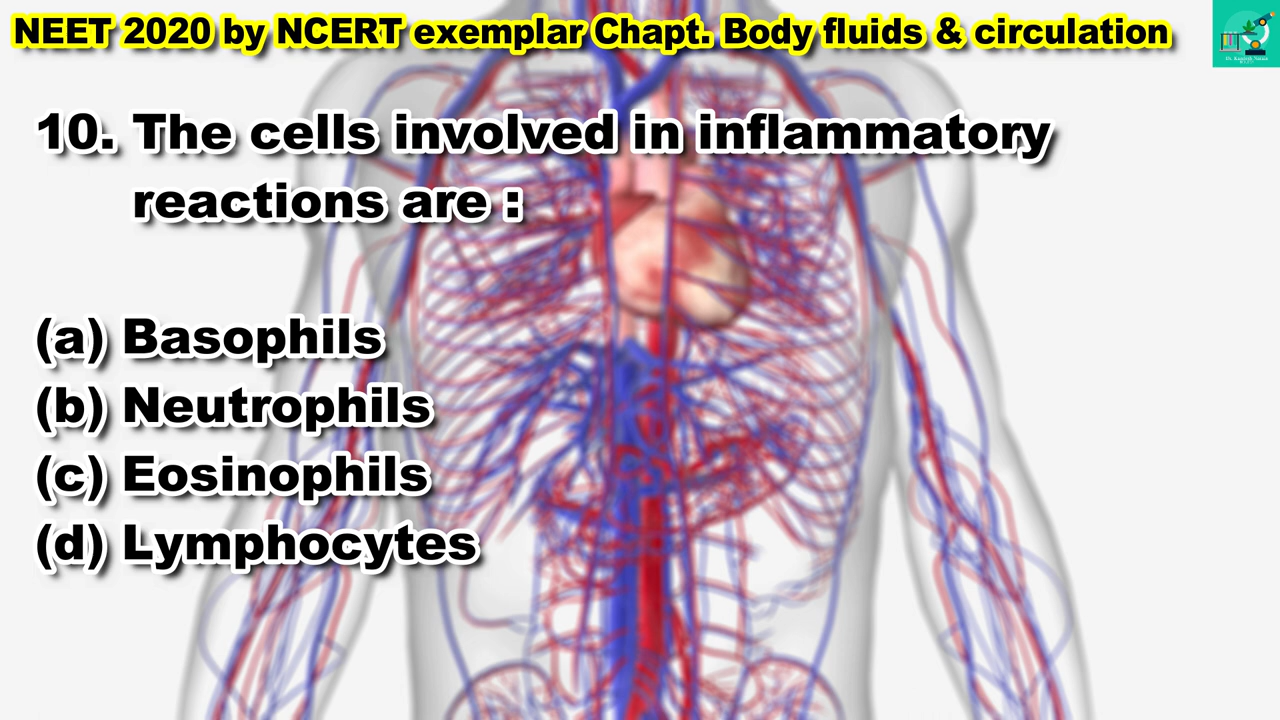 NEET 2020 by NCERT exemplar Chapt. Body fluids & circulation
10. The cells involved in inflammatory
reactions are :
(a) Basophils
(b) Neutrophils
(c) Eosinophils
(d) Lymphocytes